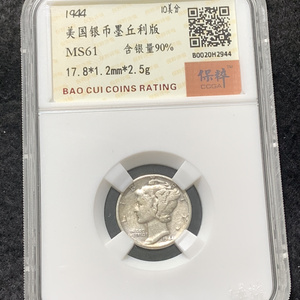 1944 10美分
美国银币墨丘利版
MS61 含银量90%
17.8*1.2mm*2.5g
BAO CUI COINS RATING
B0020H2944
保粹
CCGA